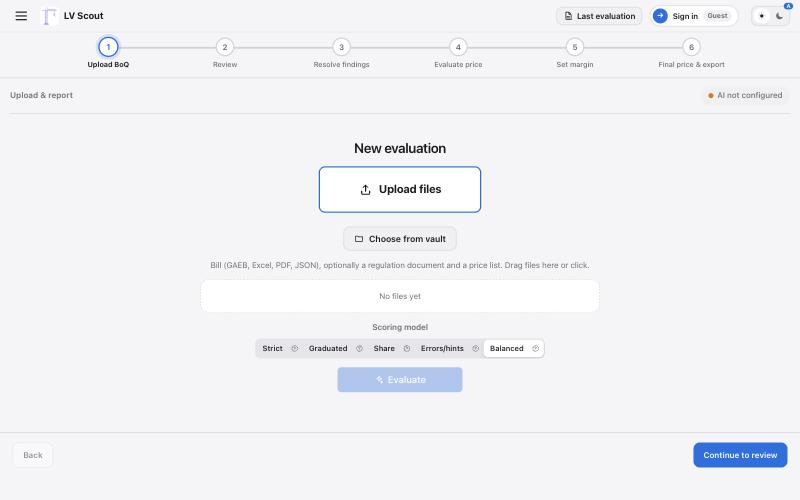 LV Scout
Last evaluation
Sign in Guest
A
1 2 3 4 5 6
Upload BoQ Review Resolve findings Evaluate price Set margin Final price & export
Upload & report
AI not configured
New evaluation
Upload files
Choose from vault
Bill (GAEB, Excel, PDF, JSON), optionally a regulation document and a price list. Drag files here or click.
No files yet
Scoring model
Strict ? Graduated ? Share ? Errors/hints ? Balanced ?
Evaluate
Back
Continue to review